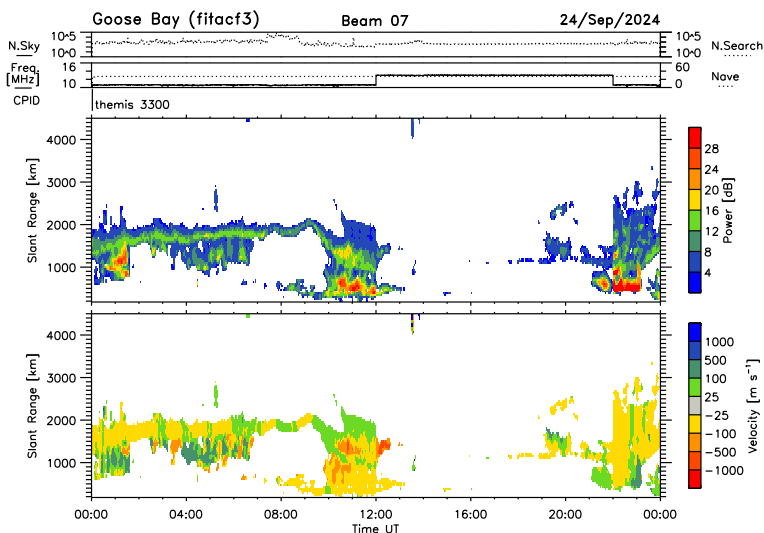 Goose Bay (fitacf3) Beam 07 24/Sep/2024
N.Sky 10+5 10+0 10+5 10+0 N.Search
Freq. [MHz] 16 10 60 0 Nave
CPID themis 3300
Slant Range [km]
4000
3000
2000
1000
Power [dB]
28
24
20
16
12
8
4
Slant Range [km]
4000
3000
2000
1000
Velocity [m s-1]
1000
500
100
25
-25
-100
-500
-1000
00:00 04:00 08:00 12:00 16:00 20:00 00:00
Time UT